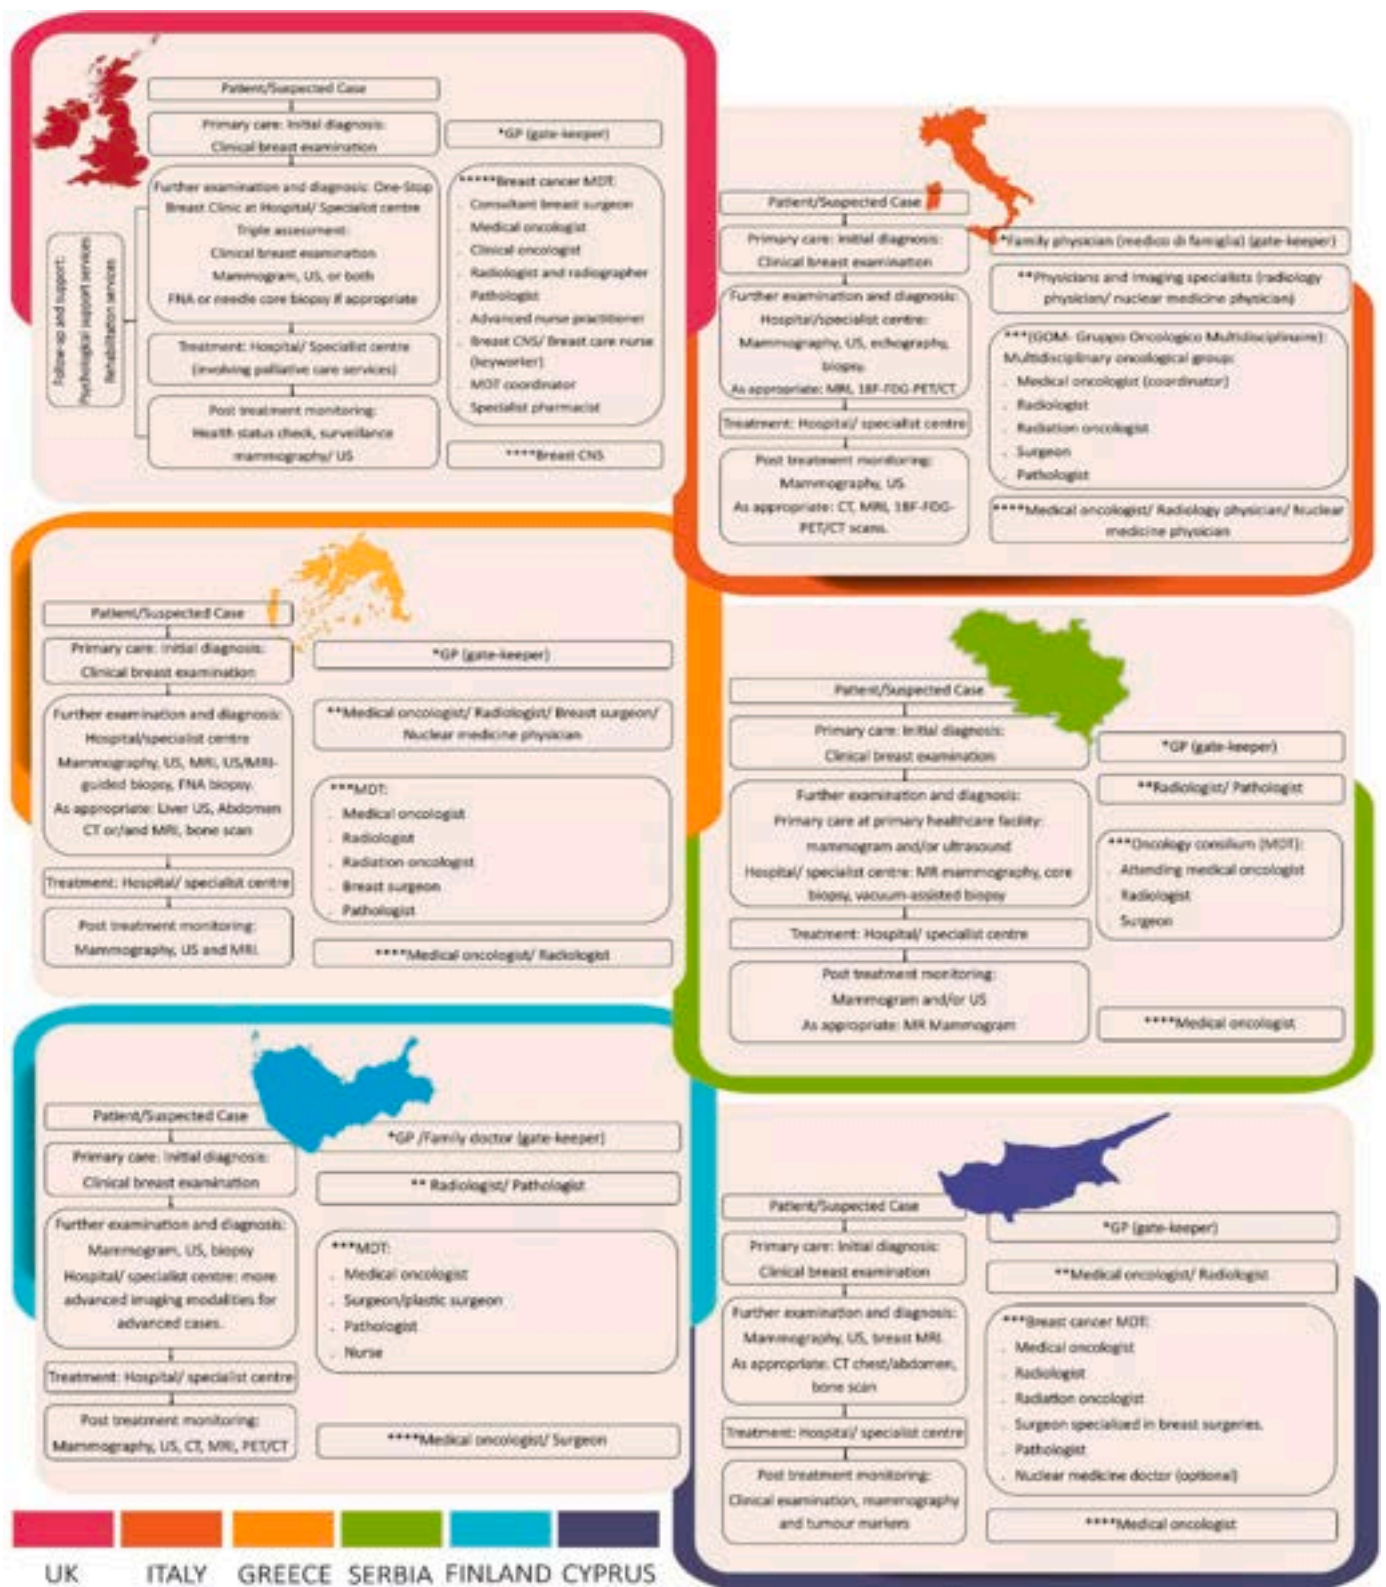 Patient/Suspected Case
Primary care: Initial diagnosis:
Clinical breast examination
Further examination and diagnosis: One-Stop
Breast Clinic at Hospital/ Specialist centre
Triple assessment:
Clinical breast examination
Mammogram, US, or both
FNA or needle core biopsy if appropriate
Treatment: Hospital/ Specialist centre
(involving palliative care services)
Post treatment monitoring:
Health status check, surveillance
mammography/ US
Follow-up and support:
Psychological support services
Rehabilitation services
*GP (gate-keeper)
*****Breast cancer MDT:
. Consultant breast surgeon
. Medical oncologist
. Clinical oncologist
. Radiologist and radiographer
. Pathologist
. Advanced nurse practitioner
. Breast CNS/ Breast care nurse
(keyworker)
. MDT coordinator
. Specialist pharmacist
****Breast CNS
Patient/Suspected Case
Primary care: Initial diagnosis:
Clinical breast examination
Further examination and diagnosis:
Hospital/specialist centre:
Mammography, US, echography,
biopsy.
As appropriate: MRI, 18F-FDG-PET/CT.
Treatment: Hospital/ specialist centre
Post treatment monitoring:
Mammography, US
As appropriate: CT, MRI, 18F-FDG-
PET/CT scans.
*Family physician (medico di famiglia) (gate-keeper)
**Physicians and imaging specialists (radiology
physician/ nuclear medicine physician)
***(GOM- Gruppo Oncologico Multidisciplinaire):
Multidisciplinary oncological group:
. Medical oncologist (coordinator)
. Radiologist
. Radiation oncologist
. Surgeon
. Pathologist
****Medical oncologist/ Radiology physician/ Nuclear
medicine physician
Patient/Suspected Case
Primary care: Initial diagnosis:
Clinical breast examination
Further examination and diagnosis:
Hospital/specialist centre
Mammography, US, MRI, US/MRI-
guided biopsy, FNA biopsy.
As appropriate: Liver US, Abdomen
CT or/and MRI, bone scan
Treatment: Hospital/ specialist centre
Post treatment monitoring:
Mammography, US and MRI.
*GP (gate-keeper)
**Medical oncologist/ Radiologist/ Breast surgeon/
Nuclear medicine physician
***MDT:
. Medical oncologist
. Radiologist
. Radiation oncologist
. Breast surgeon
. Pathologist
****Medical oncologist/ Radiologist
Patient/Suspected Case
Primary care: Initial diagnosis:
Clinical breast examination
Further examination and diagnosis:
Primary care at primary healthcare facility:
mammogram and/or ultrasound
Hospital/ specialist centre: MR mammography, core
biopsy, vacuum-assisted biopsy
Treatment: Hospital/ specialist centre
Post treatment monitoring:
Mammogram and/or US
As appropriate: MR Mammogram
*GP (gate-keeper)
**Radiologist/ Pathologist
***Oncology consilium (MDT):
. Attending medical oncologist
. Radiologist
. Surgeon
****Medical oncologist
Patient/Suspected Case
Primary care: Initial diagnosis:
Clinical breast examination
Further examination and diagnosis:
Mammogram, US, biopsy
Hospital/ specialist centre: more
advanced imaging modalities for
advanced cases.
Treatment: Hospital/ specialist centre
Post treatment monitoring:
Mammography, US, CT, MRI, PET/CT
*GP /Family doctor (gate-keeper)
** Radiologist/ Pathologist
***MDT:
. Medical oncologist
. Surgeon/plastic surgeon
. Pathologist
. Nurse
****Medical oncologist/ Surgeon
Patient/Suspected Case
Primary care: Initial diagnosis:
Clinical breast examination
Further examination and diagnosis:
Mammography, US, breast MRI.
As appropriate: CT chest/abdomen,
bone scan
Treatment: Hospital/ specialist centre
Post treatment monitoring:
Clinical examination, mammography
and tumour markers
*GP (gate-keeper)
**Medical oncologist/ Radiologist
***Breast cancer MDT:
. Medical oncologist
. Radiologist
. Radiation oncologist
. Surgeon specialized in breast surgeries.
. Pathologist
. Nuclear medicine doctor (optional)
****Medical oncologist
UK ITALY GREECE SERBIA FINLAND CYPRUS